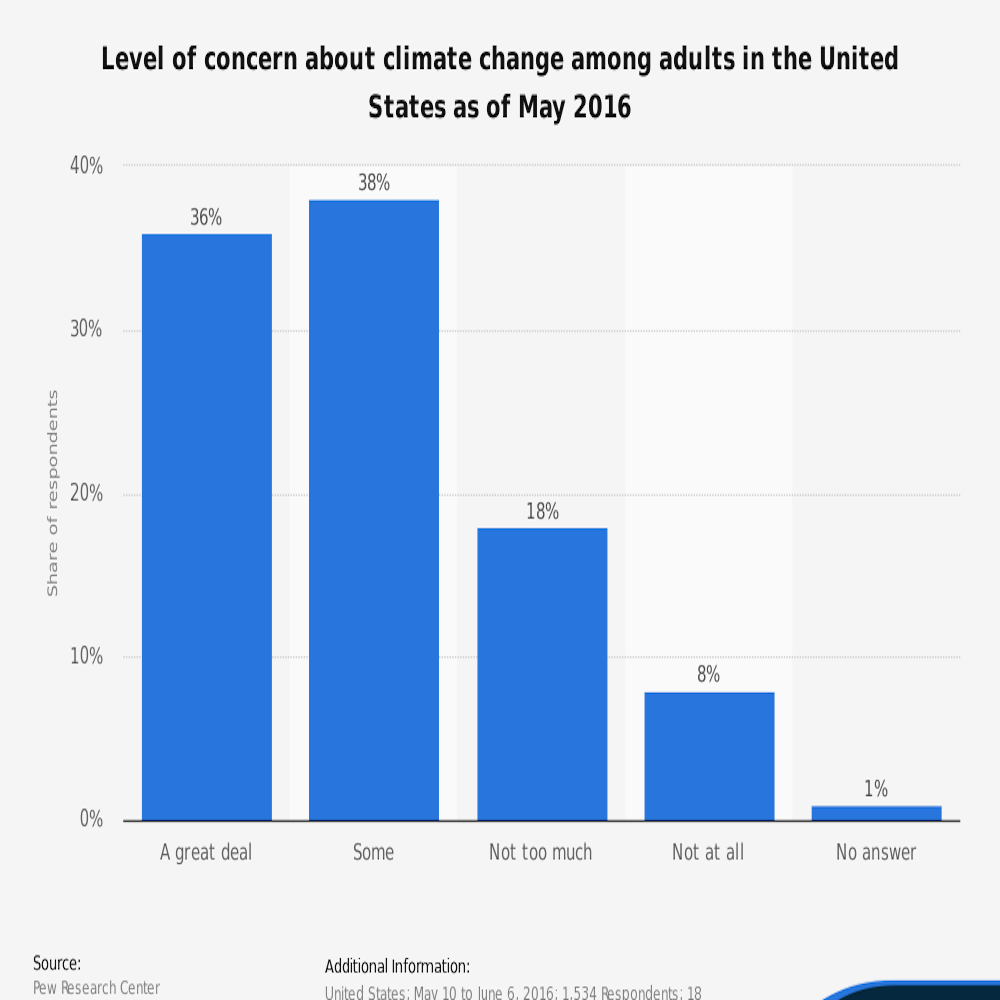 Level of concern about climate change among adults in the United
States as of May 2016
Share of respondents
40%
30%
20%
10%
0%
36%
38%
18%
8%
1%
A great deal
Some
Not too much
Not at all
No answer
Source:
Pew Research Center
Additional Information:
United States; May 10 to June 6, 2016; 1,534 Respondents; 18